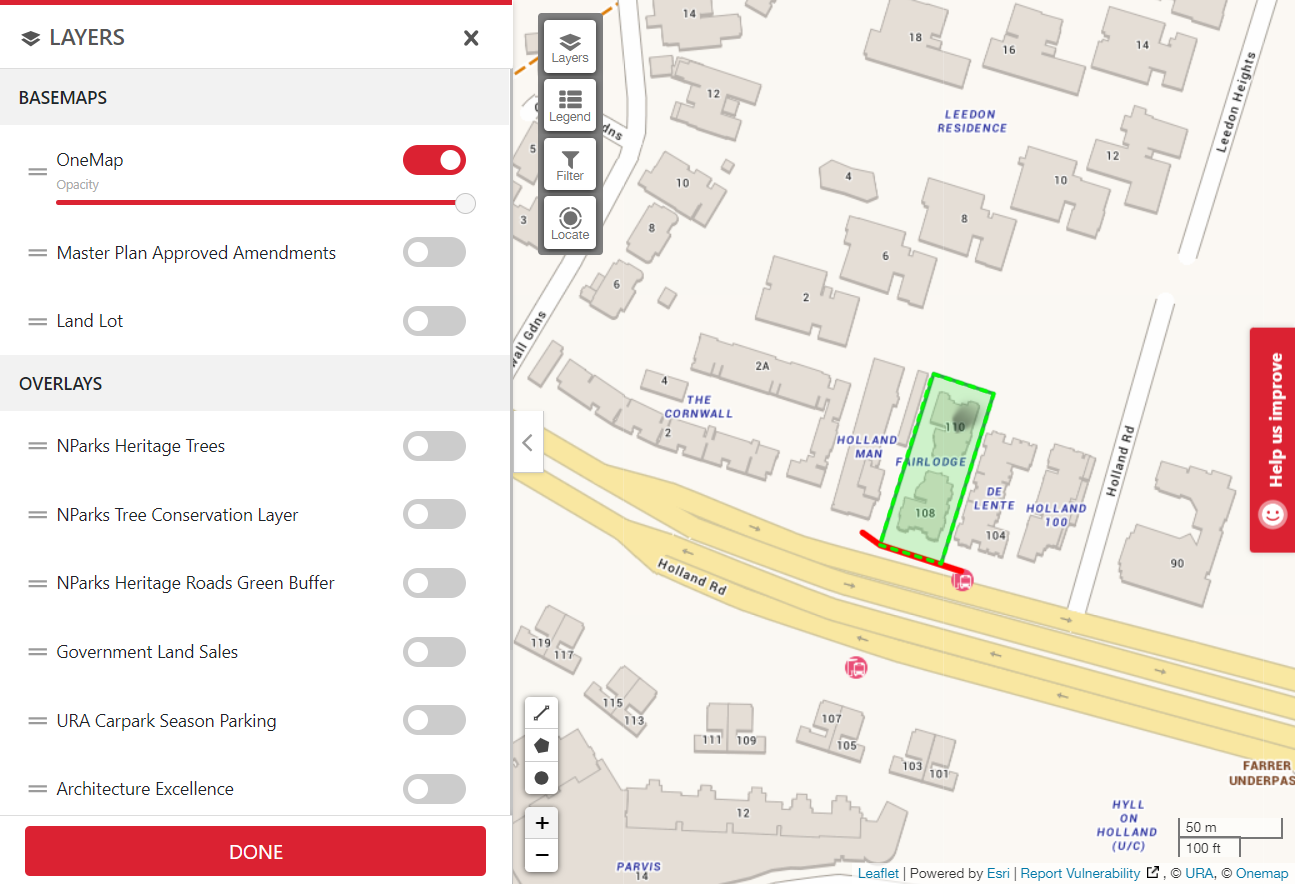 LAYERS
BASEMAPS
OneMap
Opacity
Master Plan Approved Amendments
Land Lot
OVERLAYS
NParks Heritage Trees
NParks Tree Conservation Layer
NParks Heritage Roads Green Buffer
Government Land Sales
URA Carpark Season Parking
Architecture Excellence
DONE
Layers
Legend
Filter
Locate
14
18
16
14
12
LEEDON
RESIDENCE
Leedon Heights
dns
5
12
10
4
10
3
8
8
6
6
2
wall Gdns
2A
4
THE
CORNWALL
2
HOLLAND
MAN
110
FAIRLODGE
108
DE
LENTE
104
HOLLAND
100
Holland Rd
90
Help us improve
Holland Rd
119
117
115
113
111
109
107
105
103
101
FARRER
UNDERPAS
12
HYLL
ON
HOLLAND
(U/C)
PARVIS
14
+
−
50 m
100 ft
Leaflet | Powered by Esri | Report Vulnerability , © URA, © Onemap